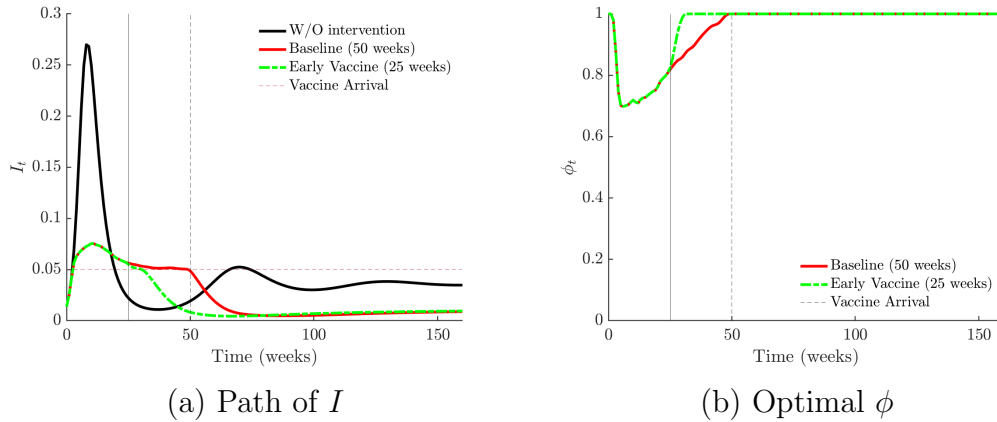 0.3
0.25
0.2
0.15
0.1
0.05
0
I_t
W/O intervention
Baseline (50 weeks)
Early Vaccine (25 weeks)
Vaccine Arrival
0 50 100 150
Time (weeks)
(a) Path of I
1
0.8
0.6
0.4
0.2
0
ϕ_t
Baseline (50 weeks)
Early Vaccine (25 weeks)
Vaccine Arrival
0 50 100 150
Time (weeks)
(b) Optimal ϕ